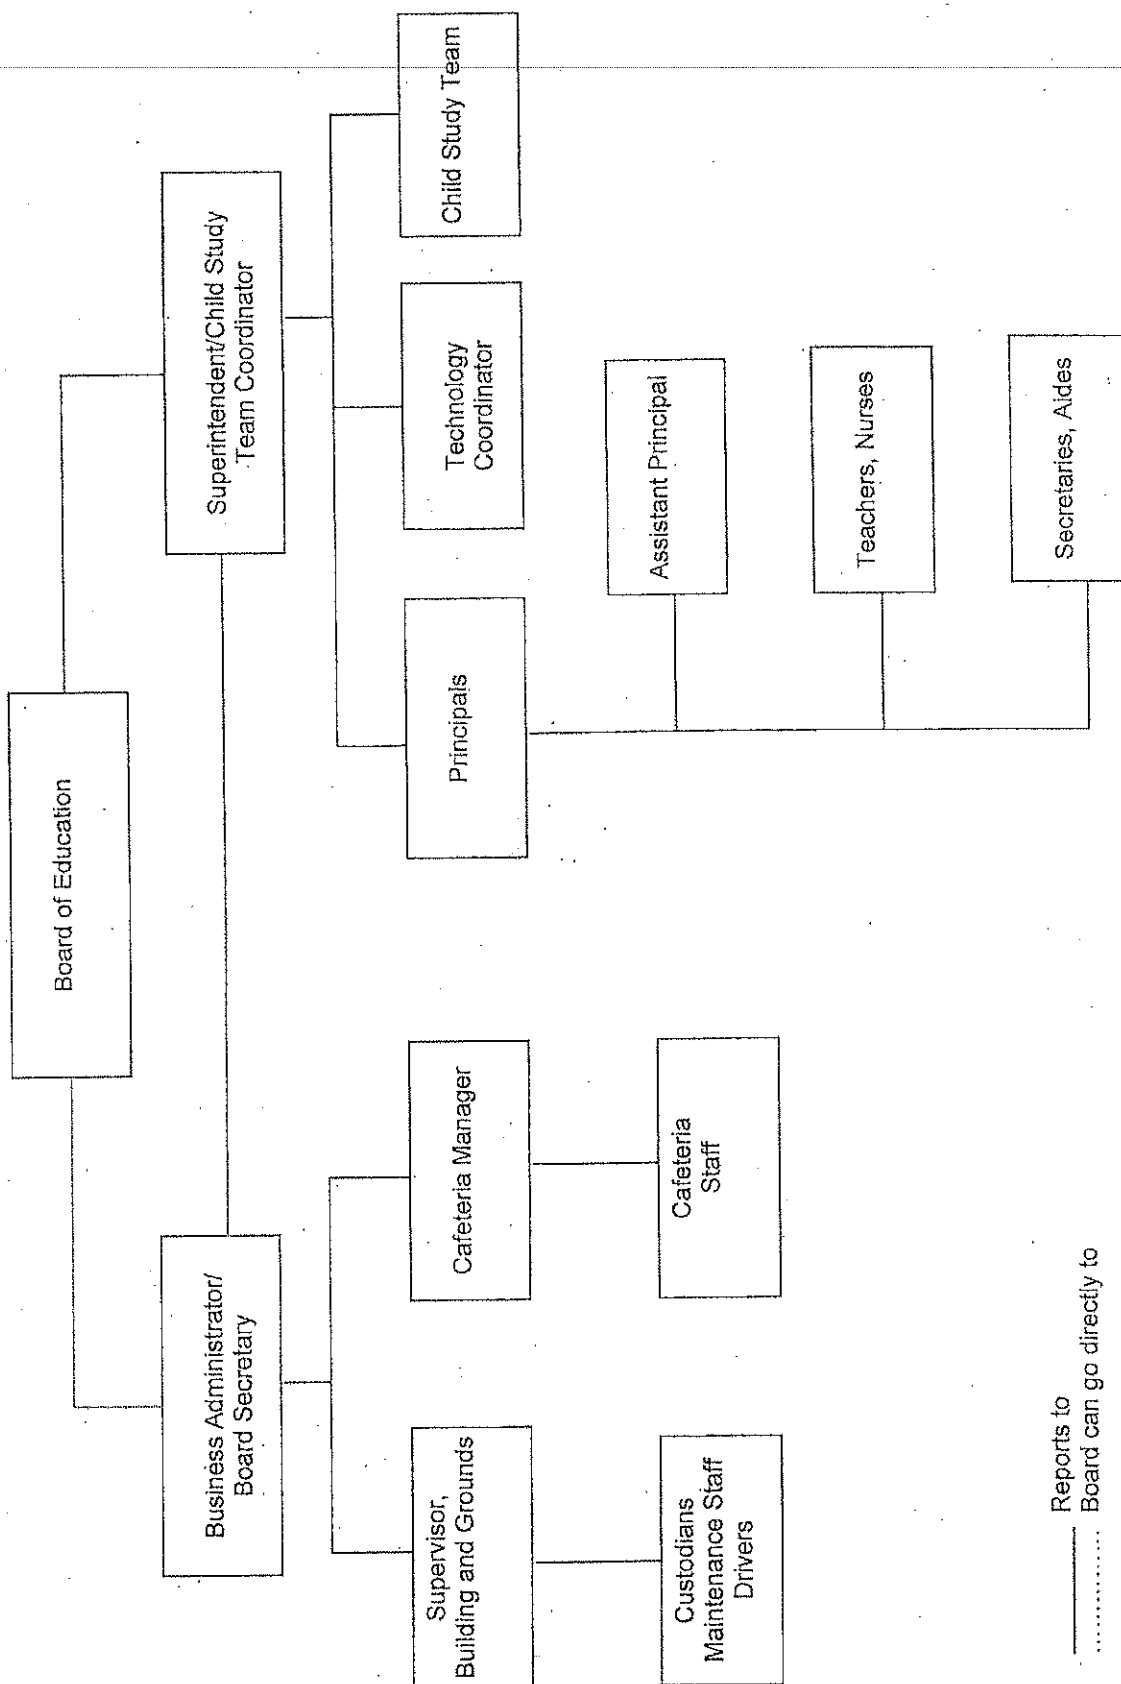 Board of Education
Business Administrator/
Board Secretary
Superintendent/Child Study
Team Coordinator
Supervisor,
Building and Grounds
Cafeteria Manager
Principals
Technology
Coordinator
Child Study Team
Custodians
Maintenance Staff
Drivers
Cafeteria
Staff
Assistant Principal
Teachers, Nurses
Secretaries, Aides
Reports to
Board can go directly to